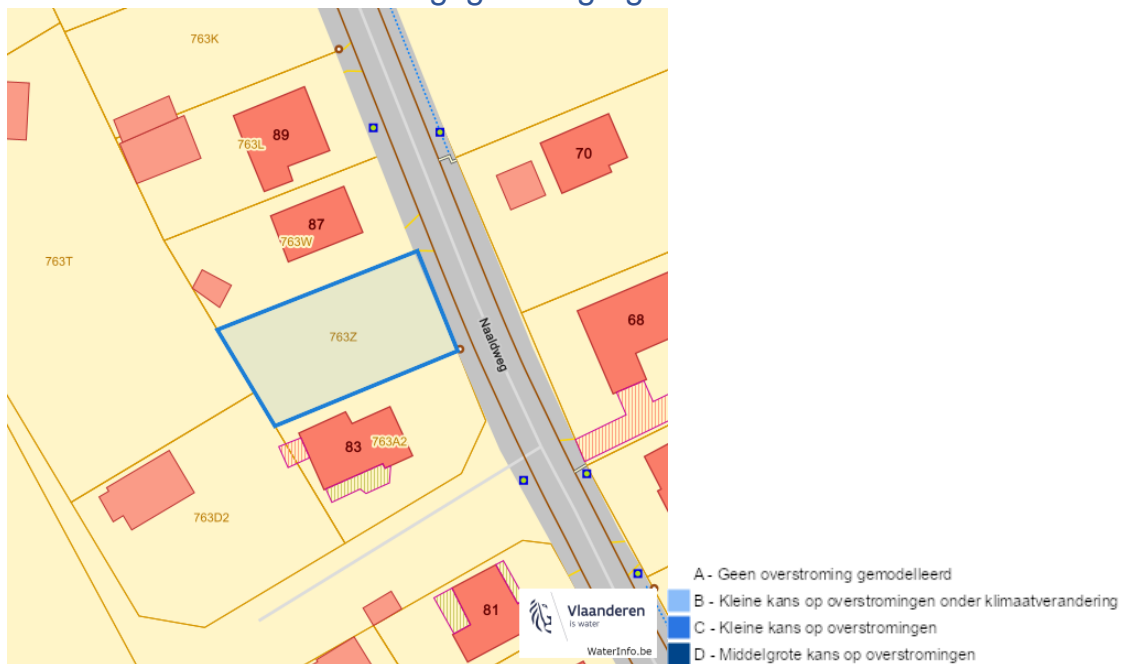 763K
89
763L
70
87
763W
763T
763Z
Naaldweg
68
83
763A2
763D2
81
Vlaanderen
is water
WaterInfo.be
A - Geen overstroming gemodelleerd
B - Kleine kans op overstromingen onder klimaatverandering
C - Kleine kans op overstromingen
D - Middelgrote kans op overstromingen